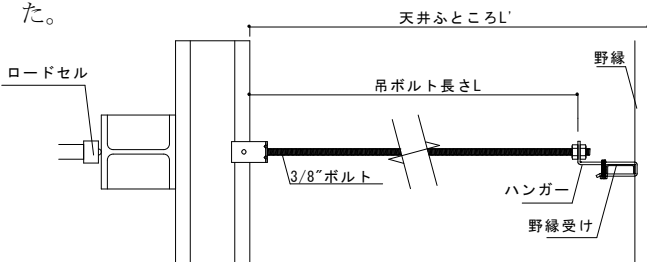 た。
天井ふところL'
ロードセル
野縁
吊ボルト長さL
3/8"ボルト
ハンガー
野縁受け